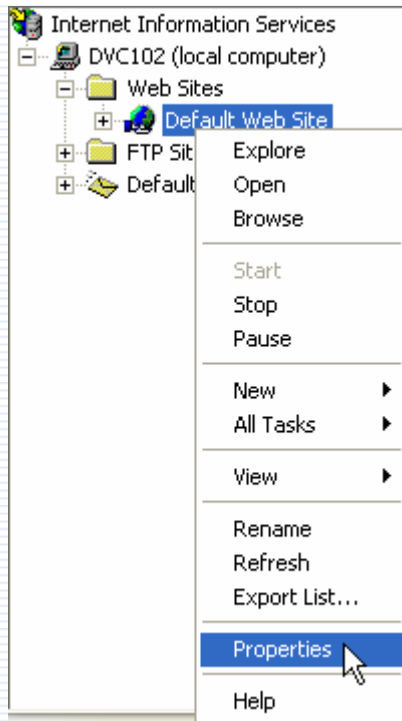 Internet Information Services
DVC102 (local computer)
Web Sites
Default Web Site
FTP Sit
Default
Explore
Open
Browse
Start
Stop
Pause
New
All Tasks
View
Rename
Refresh
Export List...
Properties
Help